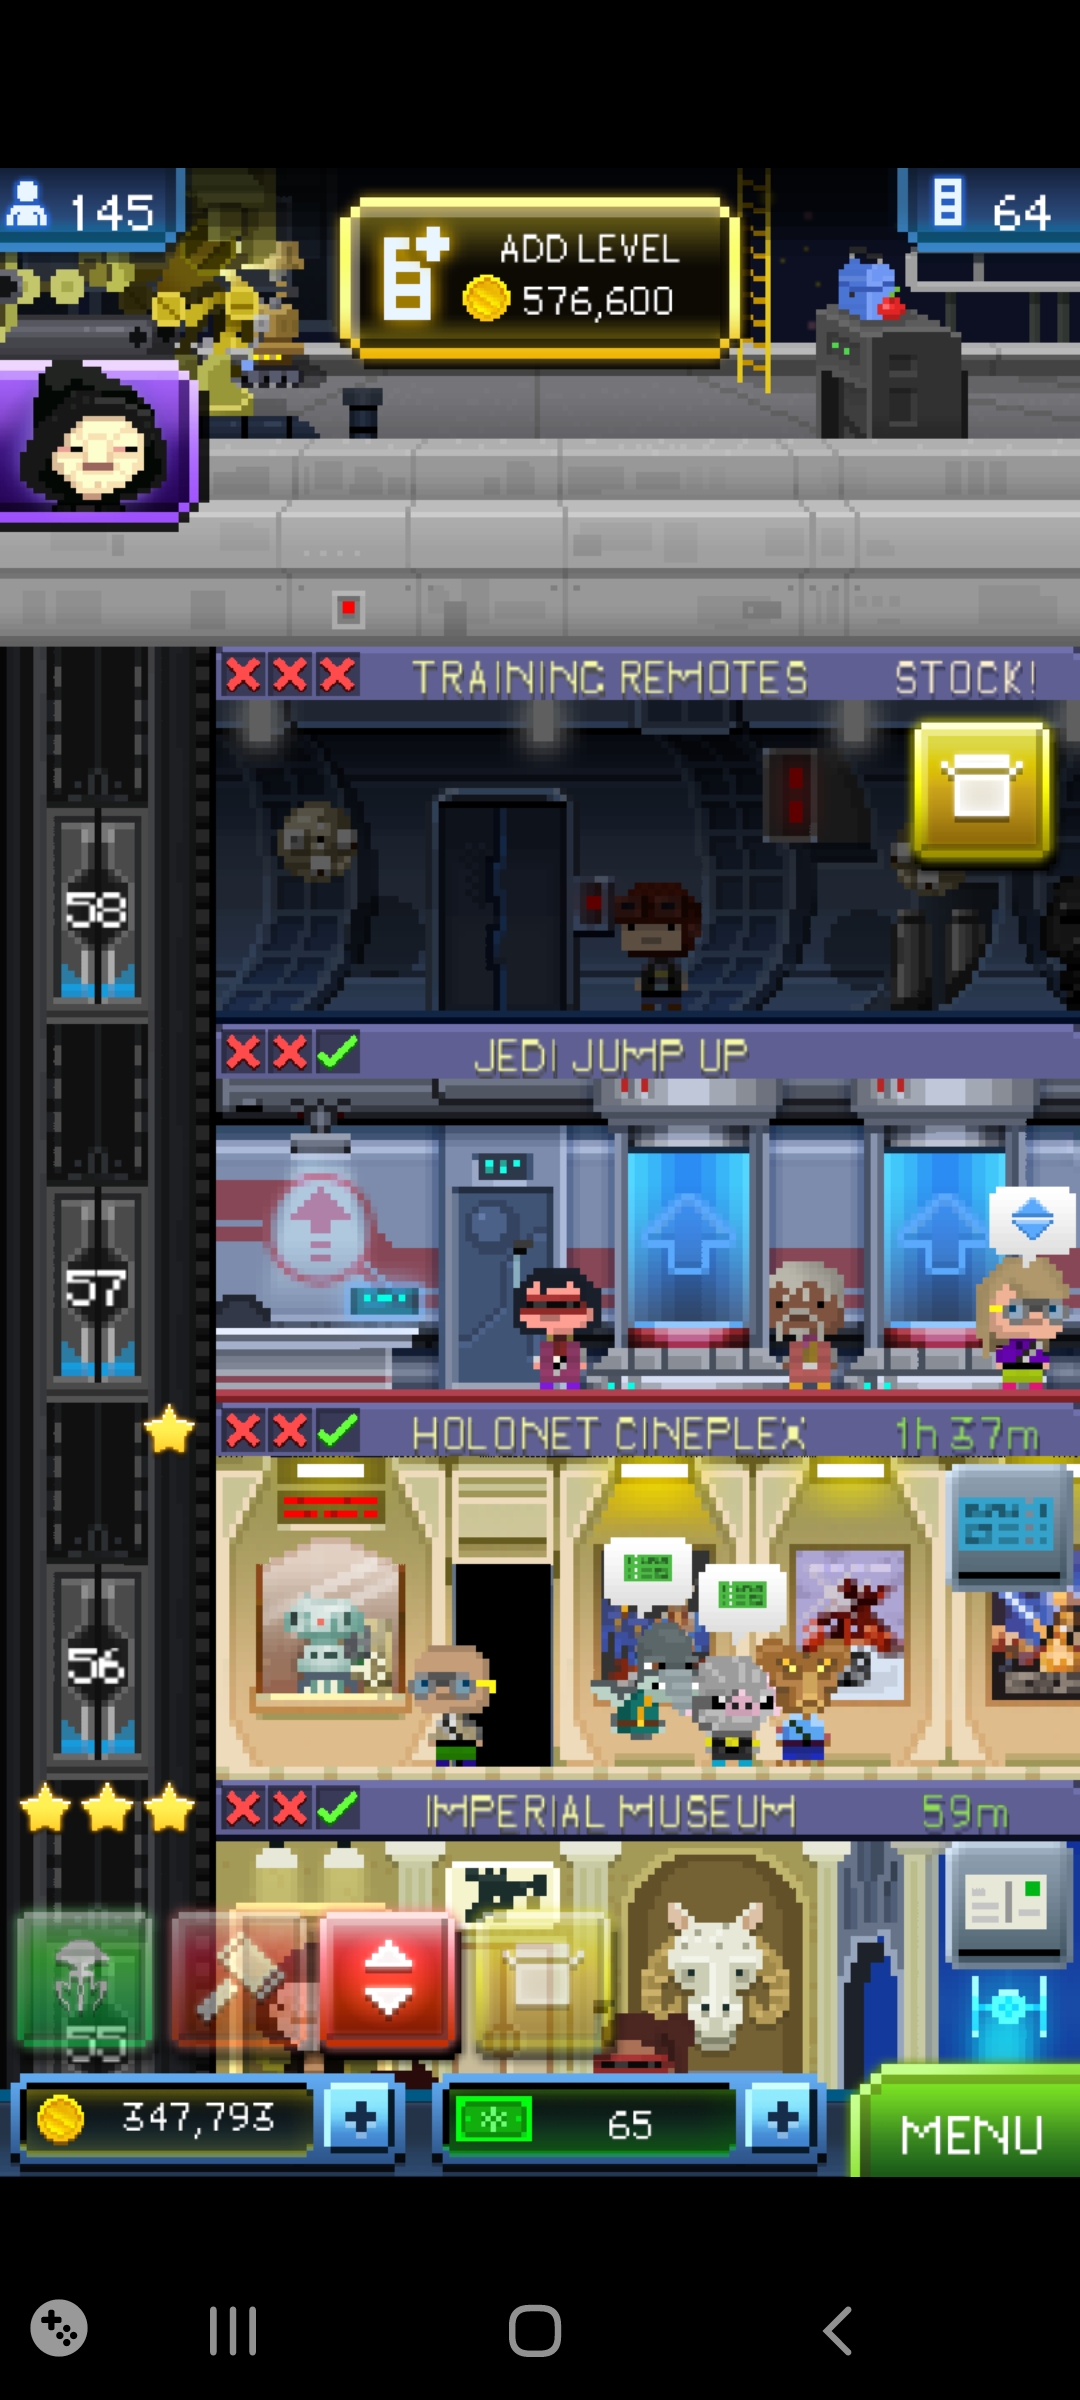 145
ADD LEVEL
576,600
64
TRAINING REMOTES
STOCK!
58
JEDI JUMP UP
57
HOLONET CINEPLEX
1h 37m
56
IMPERIAL MUSEUM
59m
55
347,793
65
MENU